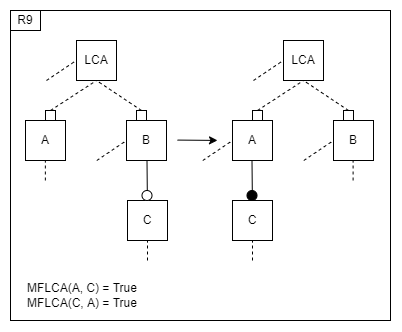 R9
LCA
LCA
A
B
A
B
C
C
MFLCA(A, C) = True
MFLCA(C, A) = True